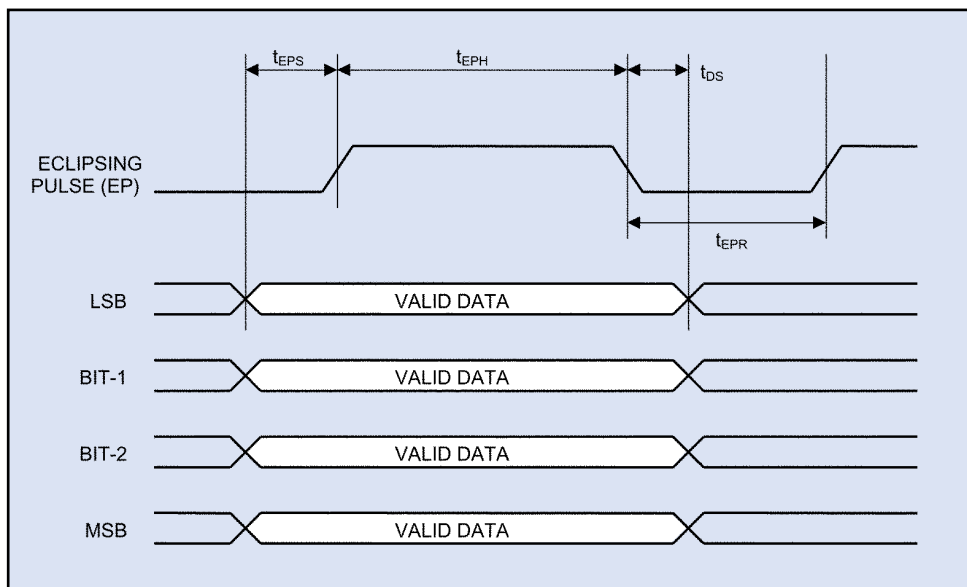 tEPS
tEPH
tDS
ECLIPSING
PULSE (EP)
tEPR
LSB
VALID DATA
BIT-1
VALID DATA
BIT-2
VALID DATA
MSB
VALID DATA